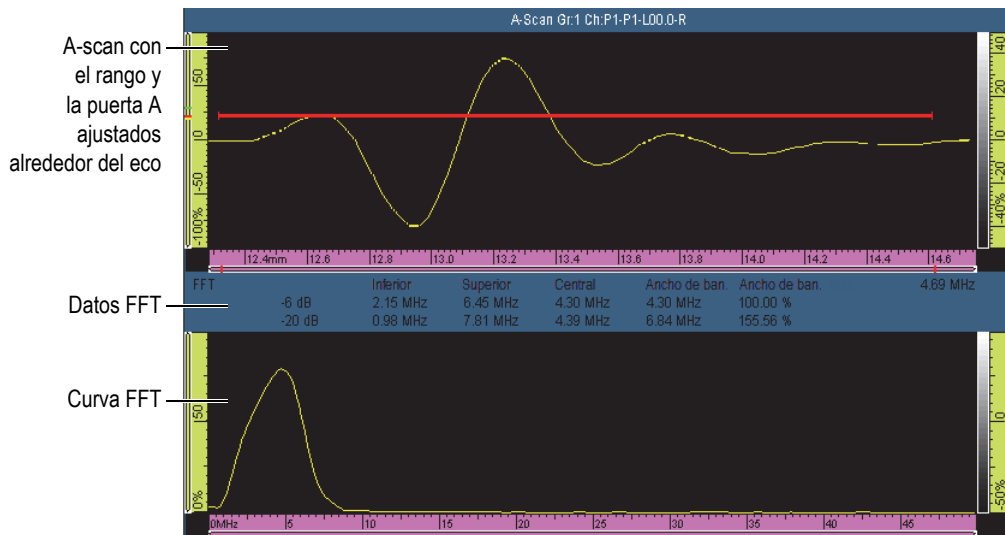 A-Scan Gr:1 Ch:P1-P1-L00.0-R
A-scan con
el rango y
la puerta A
ajustados
alrededor del eco
50
0
-50
-100%
40
20
0
-20
-40%
12.4mm 12.6 12.8 13.0 13.2 13.4 13.6 13.8 14.0 14.2 14.4 14.6
FFT Inferior Superior Central Ancho de ban. Ancho de ban. 4.69 MHz
Datos FFT
-6 dB 2.15 MHz 6.45 MHz 4.30 MHz 4.30 MHz 100.00 %
-20 dB 0.98 MHz 7.81 MHz 4.39 MHz 6.84 MHz 155.56 %
Curva FFT
50
0%
0
-50%
0MHz 5 10 15 20 25 30 35 40 45